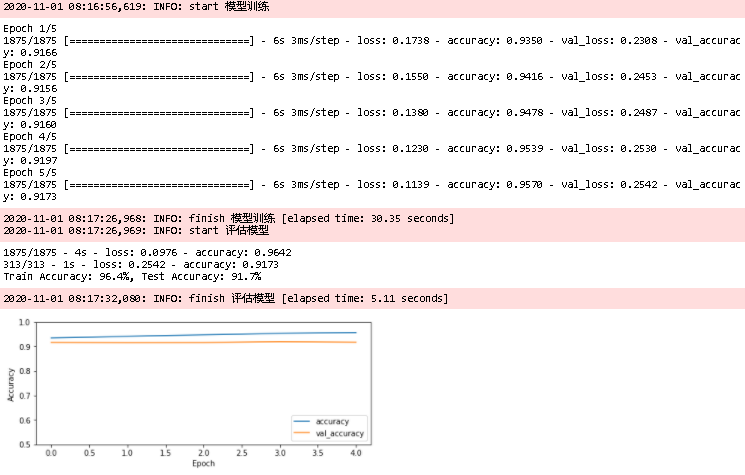 2020-11-01 08:16:56,619: INFO: start 模型训练
Epoch 1/5
1875/1875 [==============================] - 6s 3ms/step - loss: 0.1738 - accuracy: 0.9350 - val_loss: 0.2308 - val_accurac
y: 0.9166
Epoch 2/5
1875/1875 [==============================] - 6s 3ms/step - loss: 0.1550 - accuracy: 0.9416 - val_loss: 0.2453 - val_accurac
y: 0.9156
Epoch 3/5
1875/1875 [==============================] - 6s 3ms/step - loss: 0.1380 - accuracy: 0.9478 - val_loss: 0.2487 - val_accurac
y: 0.9160
Epoch 4/5
1875/1875 [==============================] - 6s 3ms/step - loss: 0.1230 - accuracy: 0.9539 - val_loss: 0.2530 - val_accurac
y: 0.9197
Epoch 5/5
1875/1875 [==============================] - 6s 3ms/step - loss: 0.1139 - accuracy: 0.9570 - val_loss: 0.2542 - val_accurac
y: 0.9173
2020-11-01 08:17:26,968: INFO: finish 模型训练 [elapsed time: 30.35 seconds]
2020-11-01 08:17:26,969: INFO: start 评估模型
1875/1875 - 4s - loss: 0.0976 - accuracy: 0.9642
313/313 - 1s - loss: 0.2542 - accuracy: 0.9173
Train Accuracy: 96.4%, Test Accuracy: 91.7%
2020-11-01 08:17:32,080: INFO: finish 评估模型 [elapsed time: 5.11 seconds]
1.0
0.9
0.8
0.7
0.6
0.5
Accuracy
accuracy
val_accuracy
0.0 0.5 1.0 1.5 2.0 2.5 3.0 3.5 4.0
Epoch